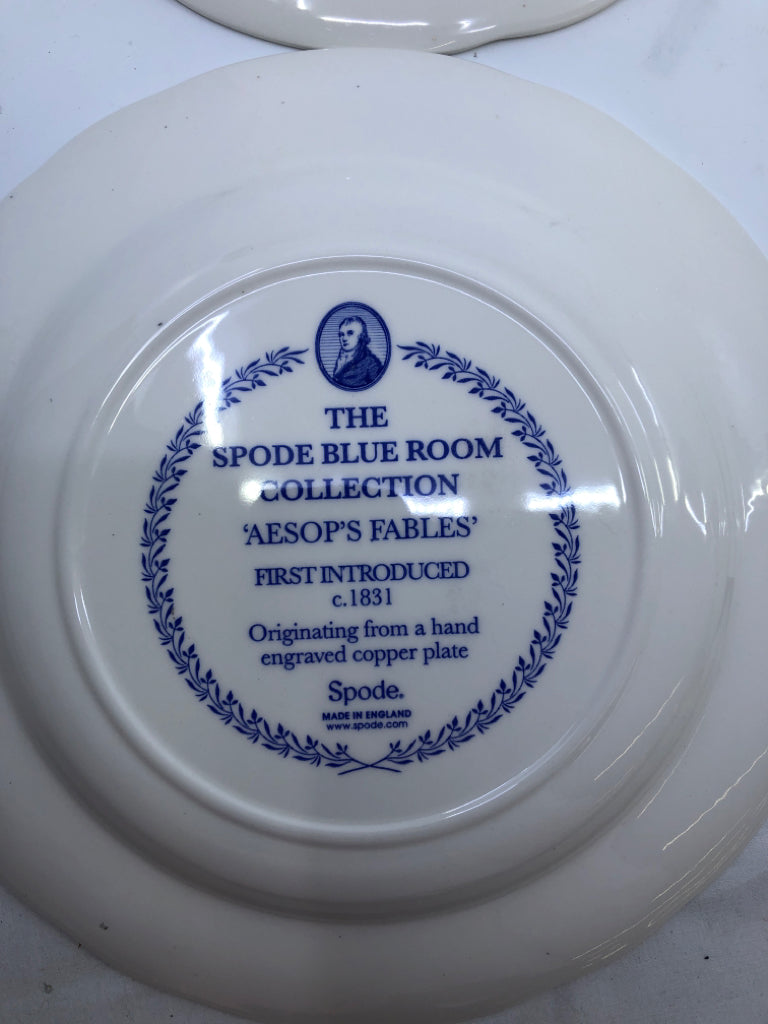 THE
SPODE BLUE ROOM
COLLECTION
‘AESOP’S FABLES’
FIRST INTRODUCED
c.1831
Originating from a hand
engraved copper plate
Spode®
MADE IN ENGLAND
www.spode.com